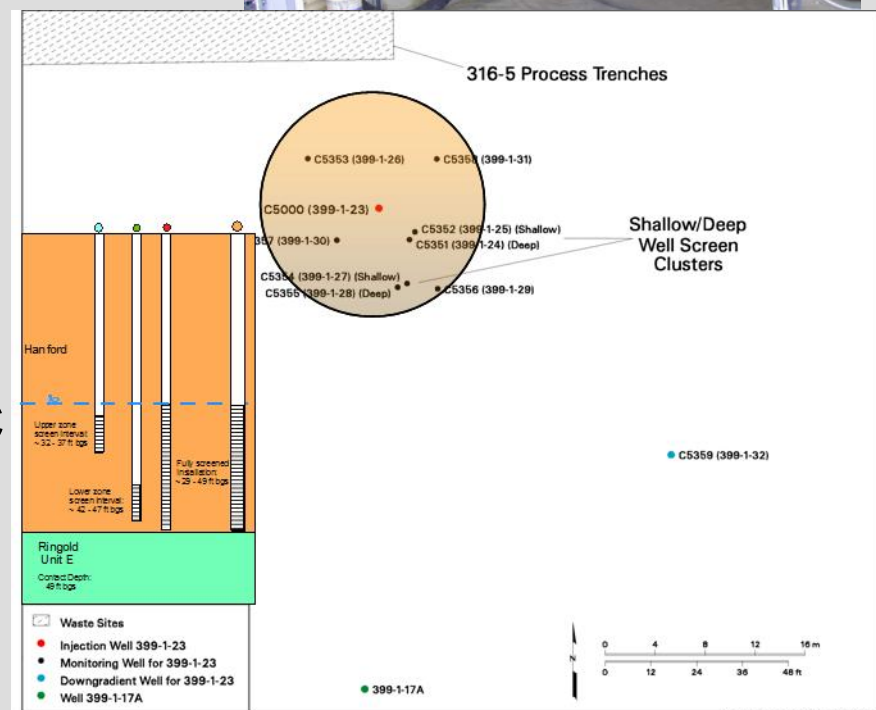 316-5 Process Trenches
C5353 (399-1-26)
(399-1-31)
C5000 (399-1-23)
C5352 (399-1-25) (Shallow)
C5351 (399-1-24) (Deep)
(399-1-30)
Shallow/Deep
Well Screen
Clusters
C5354 (399-1-27) (Shallow)
C5355 (399-1-28) (Deep)
C5356 (399-1-29)
Hanford
Upper zone
screen interval:
~ 32 - 37 ft bgs
Fully screened
Installation:
~ 29 - 49 ft bgs
Lower zone
screen interval:
~ 42 - 47 ft bgs
C5359 (399-1-32)
Ringold
Unit E
Contact Depth:
49 ft bgs
Waste Sites
Injection Well 399-1-23
Monitoring Well for 399-1-23
Downgradient Well for 399-1-23
Well 399-1-17A
399-1-17A
N
0 4 8 12 16 m
0 12 24 36 48 ft